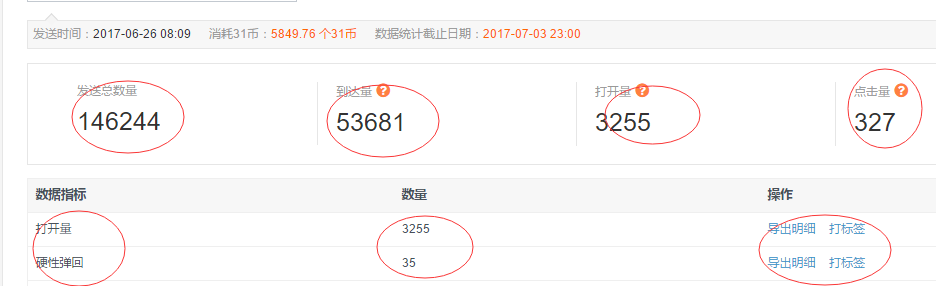 发送时间：2017-06-26 08:09 消耗31币：5849.76 个31币 数据统计截止日期：2017-07-03 23:00
发送总数量 到达量 ? 打开量 ? 点击量 ?
146244 53681 3255 327
数据指标 数量 操作
打开量 3255 导出明细 打标签
硬性弹回 35 导出明细 打标签